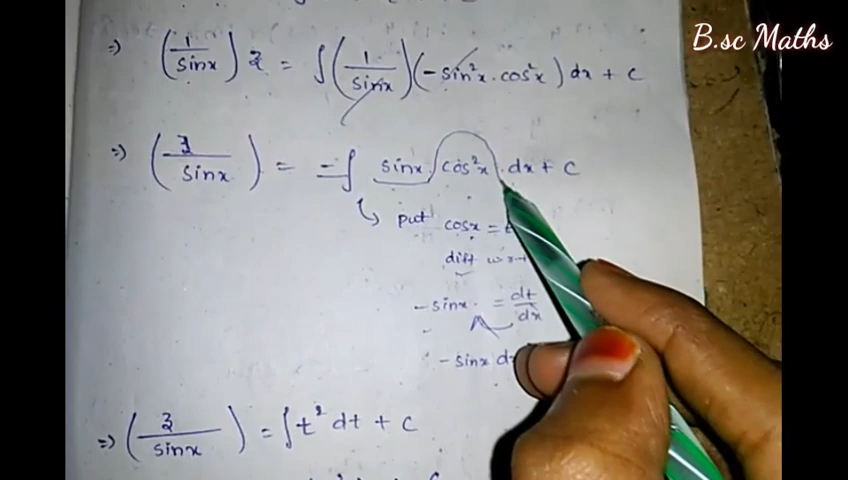 B.sc Maths
=) (1/sinx) z = ∫(1/sinx)(-sin²x.cos²x) dx + c
=) (z/sinx) = -∫ sinx.cos²x.dx + c
put cosx = t
diff w.r.t
-sinx. = dt/dx
-sinx dx
=) (z/sinx) = ∫t² dt + c